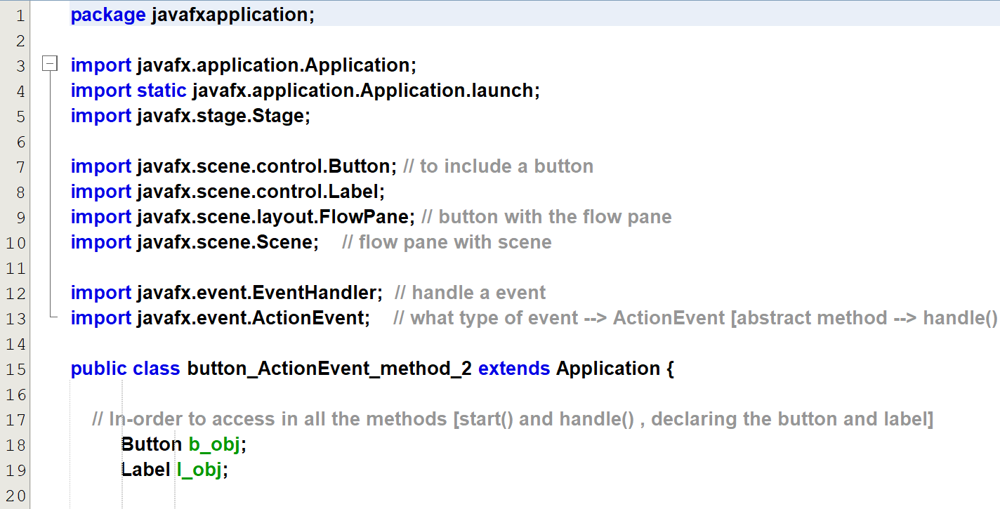 1 package javafxapplication;
2
3 import javafx.application.Application;
4 import static javafx.application.Application.launch;
5 import javafx.stage.Stage;
6
7 import javafx.scene.control.Button; // to include a button
8 import javafx.scene.control.Label;
9 import javafx.scene.layout.FlowPane; // button with the flow pane
10 import javafx.scene.Scene; // flow pane with scene
11
12 import javafx.event.EventHandler; // handle a event
13 import javafx.event.ActionEvent; // what type of event --> ActionEvent [abstract method --> handle()
14
15 public class button_ActionEvent_method_2 extends Application {
16
17 // In-order to access in all the methods [start() and handle() , declaring the button and label]
18 Button b_obj;
19 Label l_obj;
20